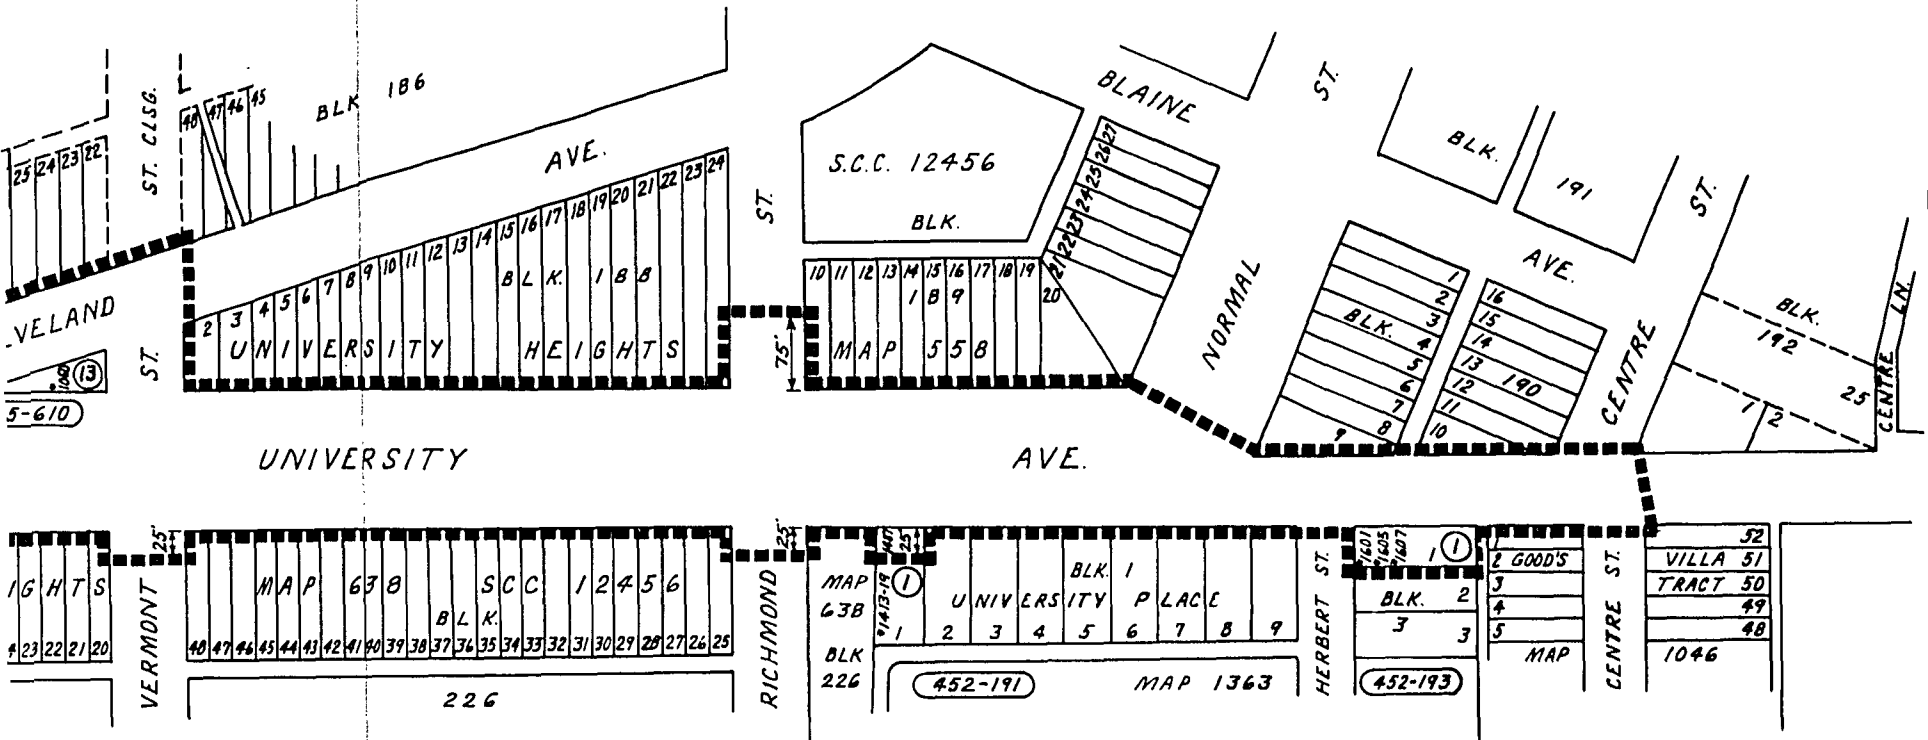 BLK 186
48 47 46 45
ST. CLSG.
25 24 23 22
AVE.
BLAINE
ST.
BLK.
191
ST.
S.C.C. 12456
BLK.
27
26
25
24
23
22
21
ST.
2 3 4 5 6 7 8 9 10 11 12 13 14 15 16 17 18 19 20 21 22 23 24
BLK. 188
UNIVERSITY HEIGHTS
10 11 12 13 14 15 16 17 18 19
20
189
MAP 558
75'
NORMAL
AVE.
1
2
3
BLK. 4
5
6
7
8
9
16
15
14
13 190
12
11
10
CENTRE
BLK.
192
25
1 2
CENTRE LN.
VELAND
13
5-610
ST.
UNIVERSITY
AVE.
25'
25'
1457
25'
1601
1605
1607
1
1
IGHTS
23 22 21 20
VERMONT
MAP 638 SCC 12456
BLK.
48 47 46 45 44 43 42 41 40 39 38 37 36 35 34 33 32 31 30 29 28 27 26 25
226
RICHMOND
MAP
638
BLK
226
1413-19
1
1
BLK. 1
UNIVERSITY PLACE
2 3 4 5 6 7 8 9
452-191
MAP 1363
HERBERT ST.
BLK. 2
3 3
452-193
1
2 GOOD'S
3
4
5
MAP
CENTRE ST.
52
VILLA 51
TRACT 50
49
48
1046